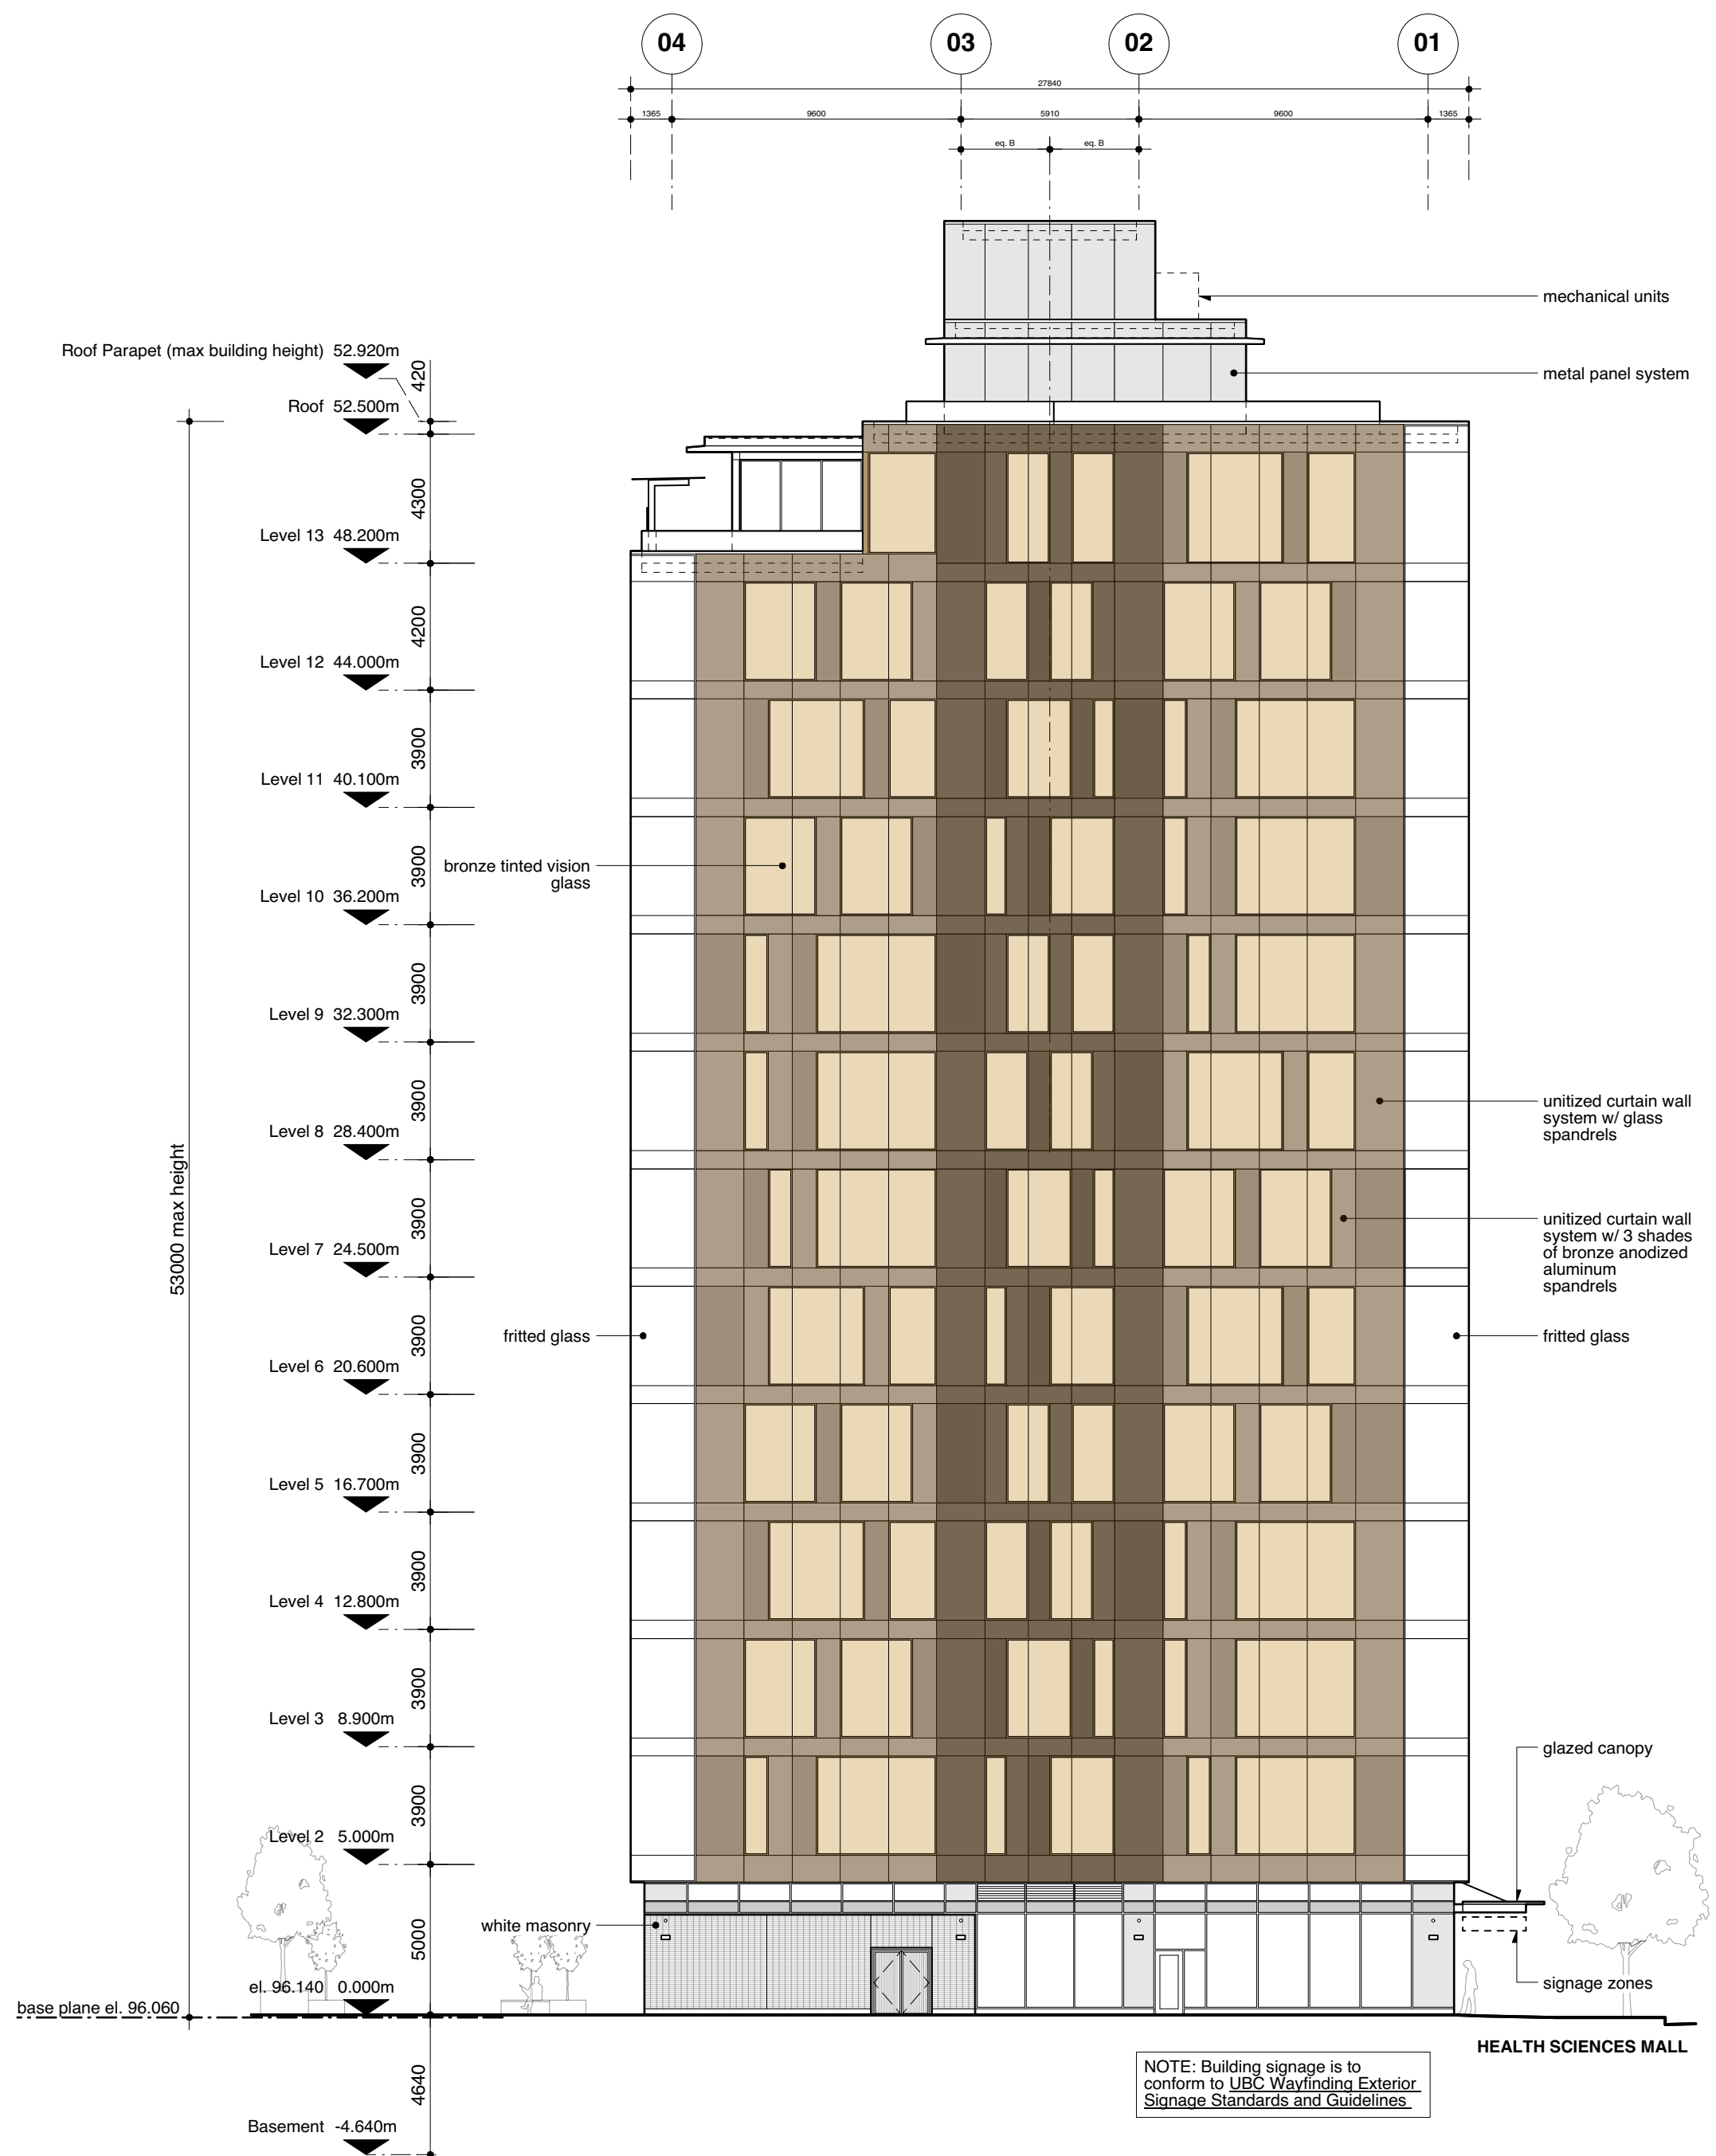 04 03 02 01
27840
1365 9600 5910 9600 1365
eq. B eq. B
mechanical units
Roof Parapet (max building height) 52.920m
420
metal panel system
Roof 52.500m
4300
Level 13 48.200m
4200
Level 12 44.000m
3900
Level 11 40.100m
3900
bronze tinted vision
glass
Level 10 36.200m
3900
Level 9 32.300m
3900
unitized curtain wall
system w/ glass
spandrels
Level 8 28.400m
53000 max height
3900
unitized curtain wall
system w/ 3 shades
of bronze anodized
aluminum
spandrels
Level 7 24.500m
3900
fritted glass
fritted glass
Level 6 20.600m
3900
Level 5 16.700m
3900
Level 4 12.800m
3900
Level 3 8.900m
glazed canopy
3900
Level 2 5.000m
white masonry
5000
signage zones
el. 96.140 0.000m
base plane el. 96.060
HEALTH SCIENCES MALL
NOTE: Building signage is to
conform to UBC Wayfinding Exterior
Signage Standards and Guidelines
4640
Basement -4.640m